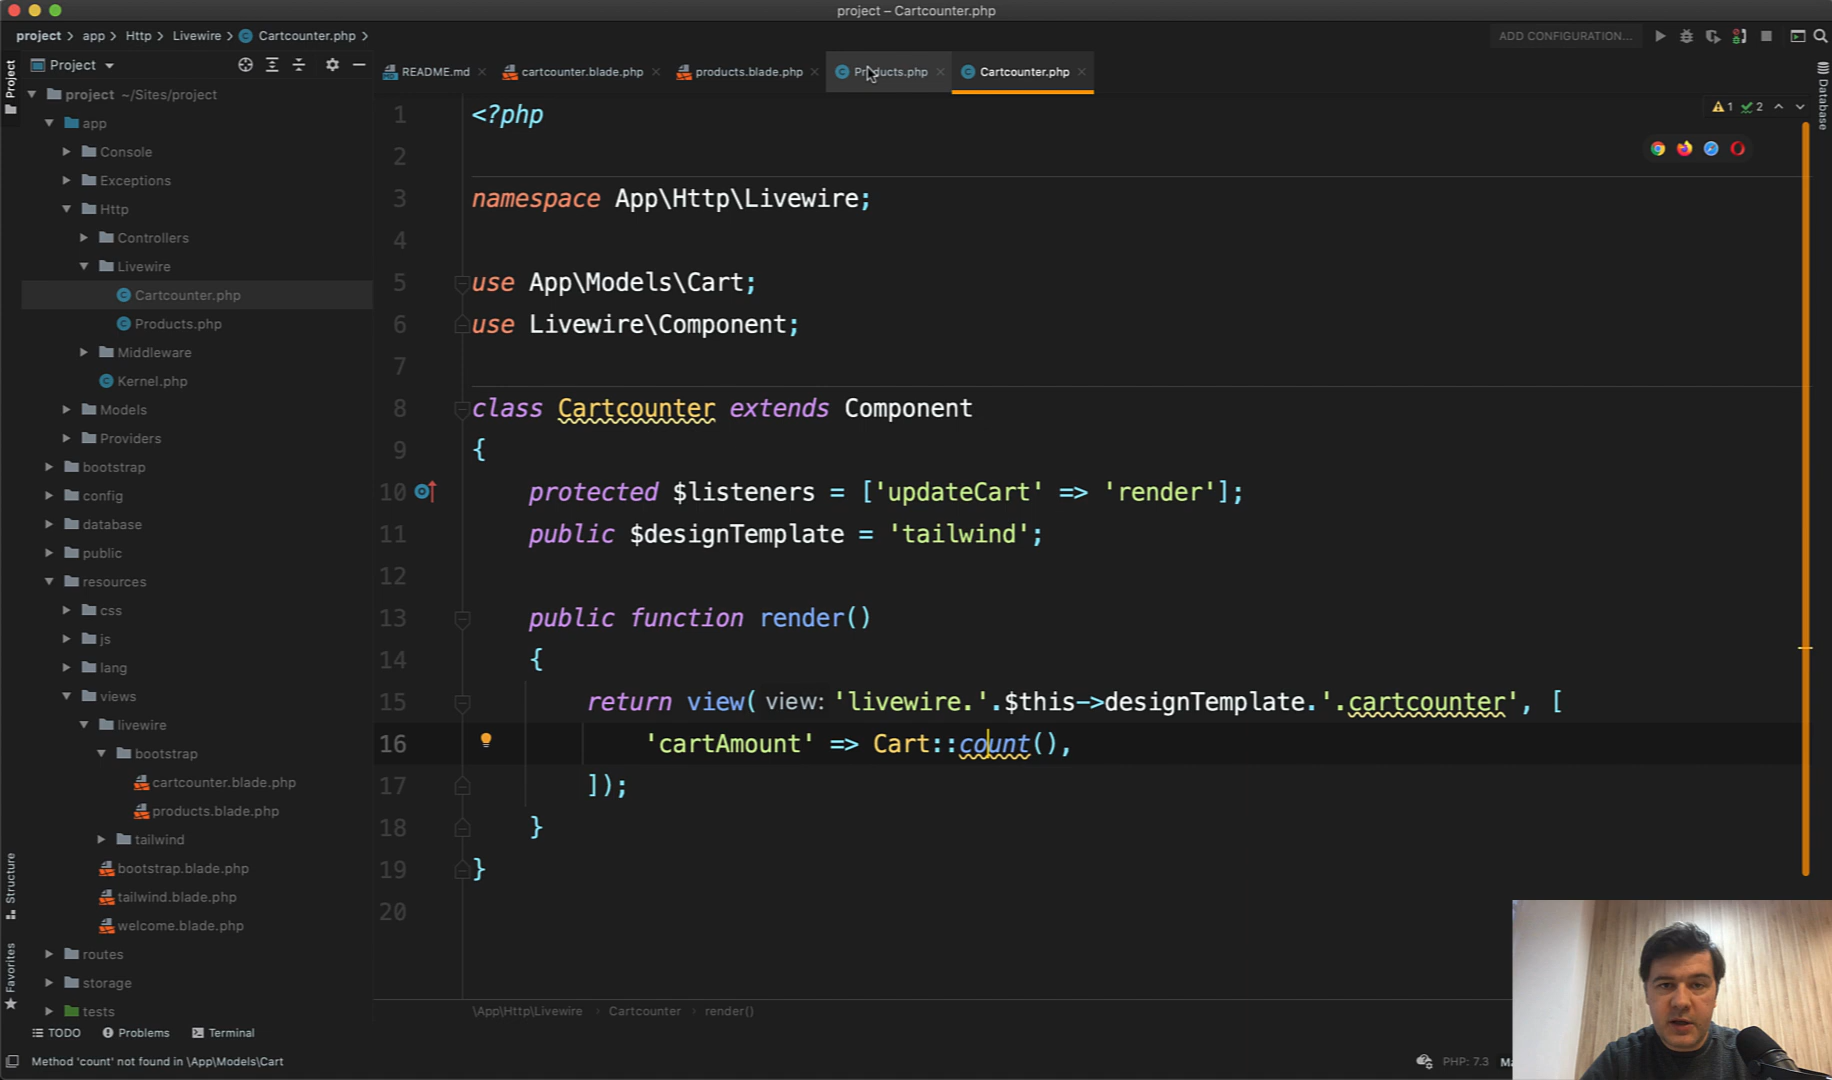 project – Cartcounter.php
project > app > Http > Livewire > Cartcounter.php >
ADD CONFIGURATION...
Project
Project
README.md
cartcounter.blade.php
products.blade.php
Products.php
Cartcounter.php
Database
1 2
project ~/Sites/project
app
Console
Exceptions
Http
Controllers
Livewire
Cartcounter.php
Products.php
Middleware
Kernel.php
Models
Providers
bootstrap
config
database
public
resources
css
js
lang
views
livewire
bootstrap
cartcounter.blade.php
products.blade.php
tailwind
bootstrap.blade.php
tailwind.blade.php
welcome.blade.php
routes
storage
tests
Structure
Favorites
1 <?php
2
3 namespace App\Http\Livewire;
4
5 use App\Models\Cart;
6 use Livewire\Component;
7
8 class Cartcounter extends Component
9 {
10 protected $listeners = ['updateCart' => 'render'];
11 public $designTemplate = 'tailwind';
12
13 public function render()
14 {
15 return view( view: 'livewire.'.$this->designTemplate.'.cartcounter', [
16 'cartAmount' => Cart::count(),
17 ]);
18 }
19 }
20
\App\Http\Livewire > Cartcounter > render()
TODO
Problems
Terminal
Method 'count' not found in \App\Models\Cart
PHP: 7.3